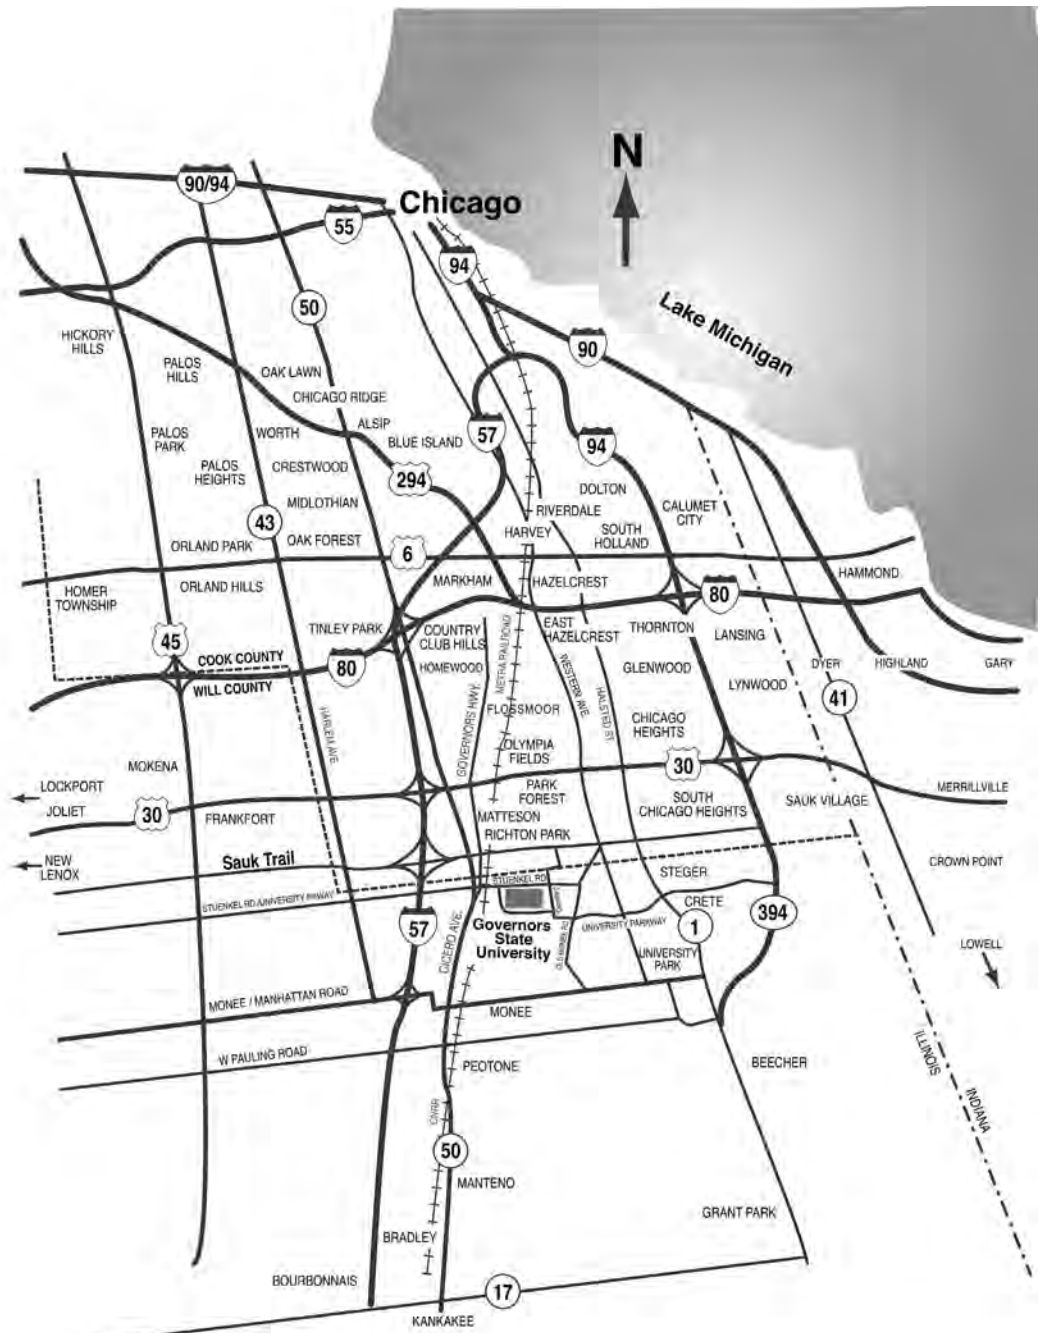 N
90/94
Chicago
55
94
50
Lake Michigan
90
HICKORY
HILLS
PALOS
HILLS
OAK LAWN
CHICAGO RIDGE
ALSIP
57
94
PALOS
PARK
WORTH
BLUE ISLAND
PALOS
HEIGHTS
CRESTWOOD
294
DOLTON
MIDLOTHIAN
CALUMET
CITY
RIVERDALE
43
HARVEY
SOUTH
HOLLAND
ORLAND PARK
OAK FOREST
6
HOMER
TOWNSHIP
ORLAND HILLS
MARKHAM
HAZELCREST
HAMMOND
80
45
TINLEY PARK
COUNTRY
CLUB HILLS
EAST
HAZELCREST
THORNTON
LANSING
COOK COUNTY
80
HOMEWOOD
METRA RAILROAD
GLENWOOD
DYER
HIGHLAND
GARY
WILL COUNTY
LYNWOOD
41
HARLEM AVE.
GOVERNORS HWY.
FLOSSMOOR
WESTERN AVE.
HALSTED ST.
CHICAGO
HEIGHTS
MOKENA
OLYMPIA
FIELDS
30
LOCKPORT
JOLIET
30
FRANKFORT
PARK
FOREST
SOUTH
CHICAGO HEIGHTS
SAUK VILLAGE
MERRILLVILLE
MATTESON
RICHTON PARK
NEW
LENOX
Sauk Trail
STEGER
CROWN POINT
STUENKEL RD.
STUENKEL RD./UNIVERSITY PKWAY
CRETE
57
CICERO AVE.
Governors
State
University
UNIVERSITY PARKWAY
1
394
LOWELL
UNIVERSITY
PARK
MONEE / MANHATTAN ROAD
MONEE
W PAULING ROAD
PEOTONE
BEECHER
ILLINOIS
INDIANA
CNRR
50
MANTENO
GRANT PARK
BRADLEY
BOURBONNAIS
17
KANKAKEE